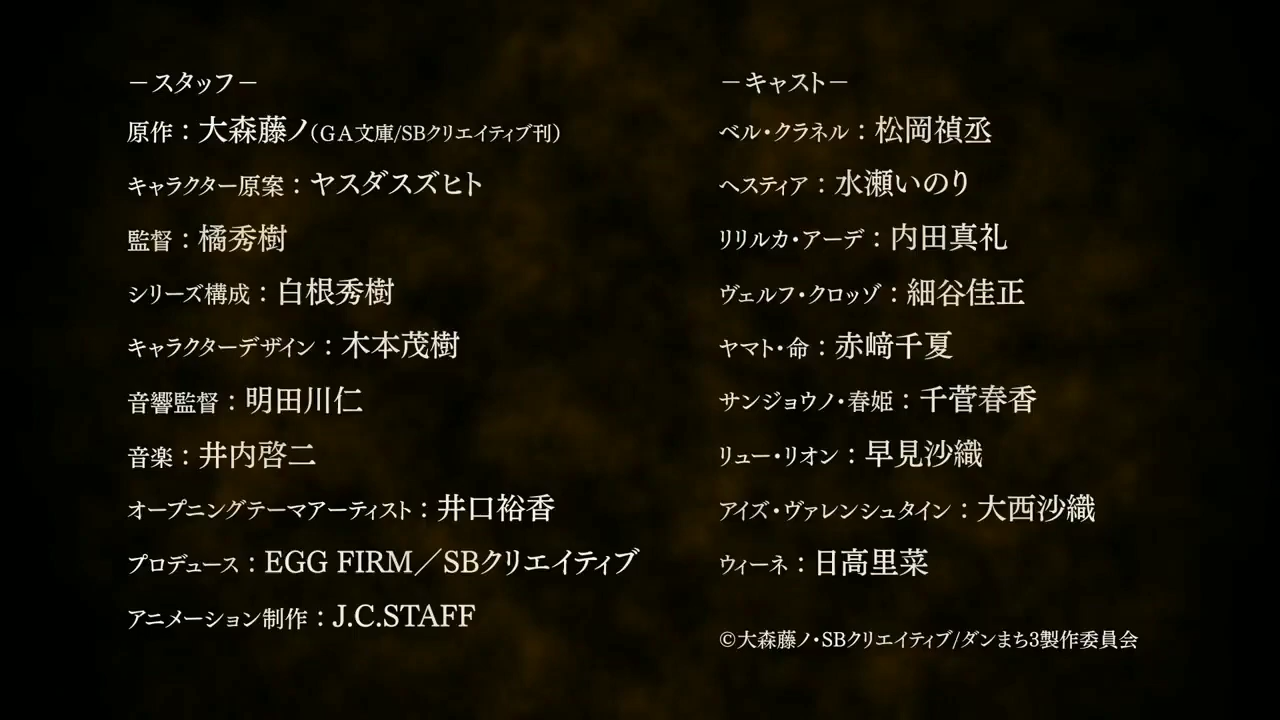 －スタッフ－
原作：大森藤ノ（ＧＡ文庫/SBクリエイティブ刊）
キャラクター原案：ヤスダスズヒト
監督：橘秀樹
シリーズ構成：白根秀樹
キャラクターデザイン：木本茂樹
音響監督：明田川仁
音楽：井内啓二
オープニングテーマアーティスト：井口裕香
プロデュース：EGG FIRM／SBクリエイティブ
アニメーション制作：J.C.STAFF
－キャスト－
ベル・クラネル：松岡禎丞
ヘスティア：水瀬いのり
リリルカ・アーデ：内田真礼
ヴェルフ・クロッゾ：細谷佳正
ヤマト・命：赤﨑千夏
サンジョウノ・春姫：千菅春香
リュー・リオン：早見沙織
アイズ・ヴァレンシュタイン：大西沙織
ウィーネ：日高里菜
©大森藤ノ・SBクリエイティブ/ダンまち3製作委員会